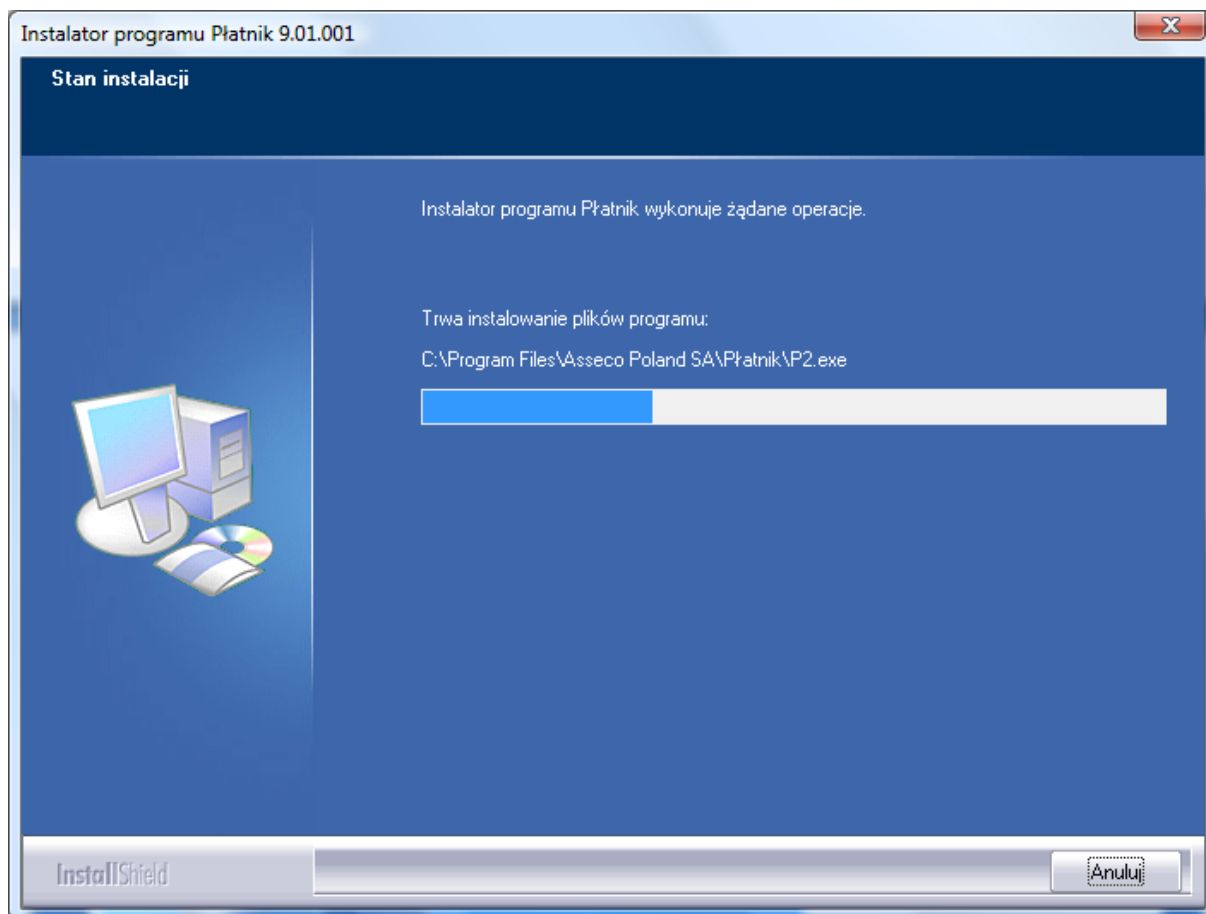 Instalator programu Płatnik 9.01.001
Stan instalacji
Instalator programu Płatnik wykonuje żądane operacje.
Trwa instalowanie plików programu:
C:\Program Files\Asseco Poland SA\Płatnik\P2.exe
InstallShield
Anuluj